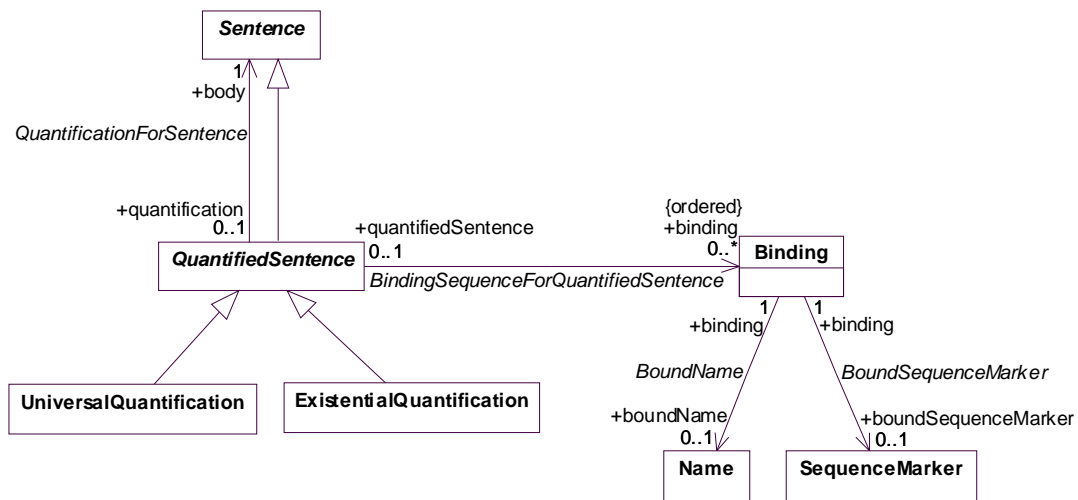 Sentence
1
+body
QuantificationForSentence
+quantification
0..1
QuantifiedSentence
+quantifiedSentence
0..1
BindingSequenceForQuantifiedSentence
{ordered}
+binding
0..*
Binding
1
+binding
1
+binding
BoundName
BoundSequenceMarker
+boundName
0..1
+boundSequenceMarker
0..1
UniversalQuantification
ExistentialQuantification
Name
SequenceMarker